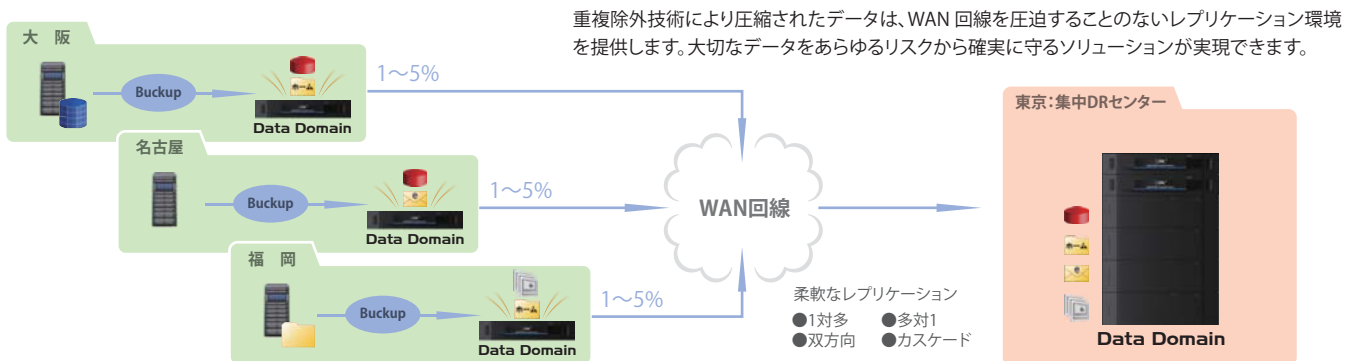 重複除外技術により圧縮されたデータは、WAN 回線を圧迫することのないレプリケーション環境
を提供します。大切なデータをあらゆるリスクから確実に守るソリューションが実現できます。
大 阪
Buckup
Data Domain
1〜5%
名古屋
Buckup
Data Domain
1〜5%
福 岡
Buckup
Data Domain
1〜5%
WAN回線
柔軟なレプリケーション
●1対多 ●多対1
●双方向 ●カスケード
東京：集中DRセンター
Data Domain